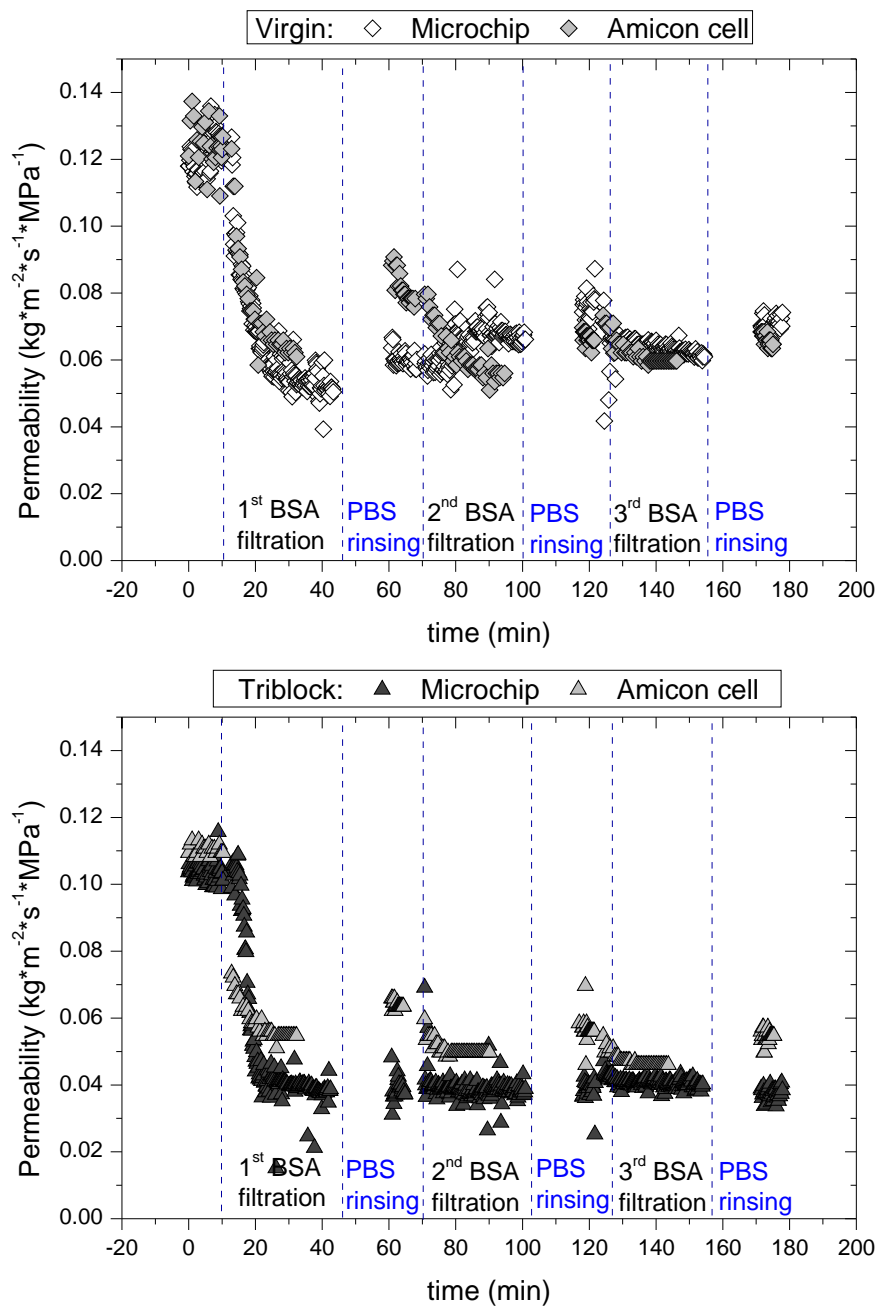 Virgin: Microchip Amicon cell
0.14
0.12
0.10
0.08
0.06
0.04
0.02
0.00
Permeability (kg*m⁻²*s⁻¹*MPa⁻¹)
1ˢᵗ BSA
filtration
PBS
rinsing
2ⁿᵈ BSA
filtration
PBS
rinsing
3ʳᵈ BSA
filtration
PBS
rinsing
-20 0 20 40 60 80 100 120 140 160 180 200
time (min)
Triblock: Microchip Amicon cell
0.14
0.12
0.10
0.08
0.06
0.04
0.02
0.00
Permeability (kg*m⁻²*s⁻¹*MPa⁻¹)
1ˢᵗ BSA
filtration
PBS
rinsing
2ⁿᵈ BSA
filtration
PBS
rinsing
3ʳᵈ BSA
filtration
PBS
rinsing
-20 0 20 40 60 80 100 120 140 160 180 200
time (min)